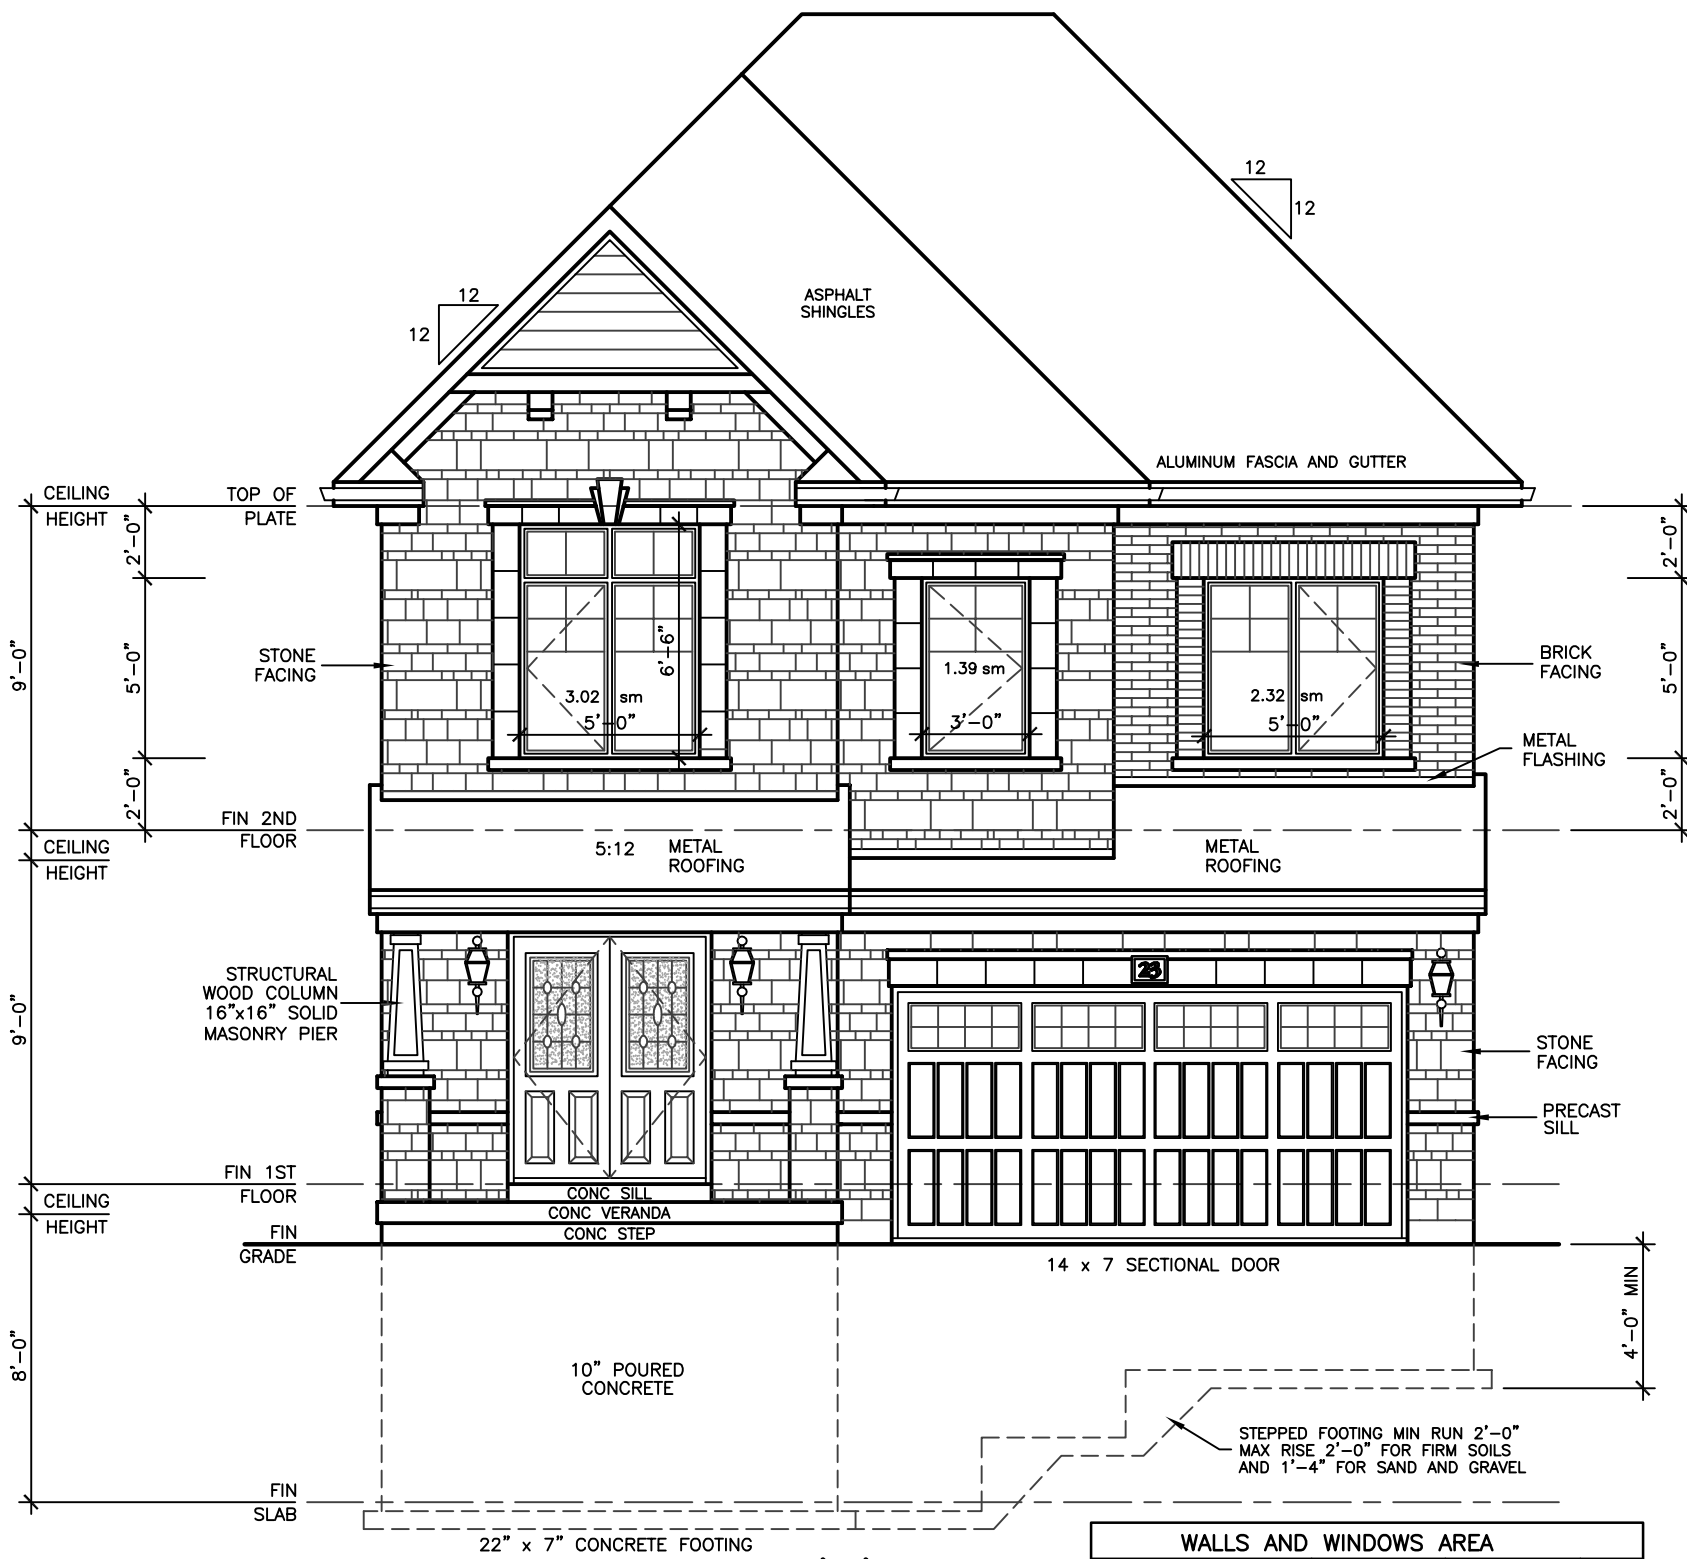 12
12
12
12
ASPHALT
SHINGLES
ALUMINUM FASCIA AND GUTTER
CEILING
HEIGHT
TOP OF
PLATE
2'-0"
2'-0"
9'-0"
5'-0"
6'-6"
5'-0"
STONE
FACING
BRICK
FACING
3.02 sm
5'-0"
1.39 sm
3'-0"
2.32 sm
5'-0"
METAL
FLASHING
2'-0"
2'-0"
FIN 2ND
FLOOR
CEILING
HEIGHT
5:12
METAL
ROOFING
METAL
ROOFING
STRUCTURAL
WOOD COLUMN
16"x16" SOLID
MASONRY PIER
9'-0"
23
STONE
FACING
PRECAST
SILL
FIN 1ST
FLOOR
CEILING
HEIGHT
CONC SILL
CONC VERANDA
CONC STEP
FIN
GRADE
14 x 7 SECTIONAL DOOR
4'-0" MIN
8'-0"
10" POURED
CONCRETE
STEPPED FOOTING MIN RUN 2'-0"
MAX RISE 2'-0" FOR FIRM SOILS
AND 1'-4" FOR SAND AND GRAVEL
FIN
SLAB
22" x 7" CONCRETE FOOTING
WALLS AND WINDOWS AREA